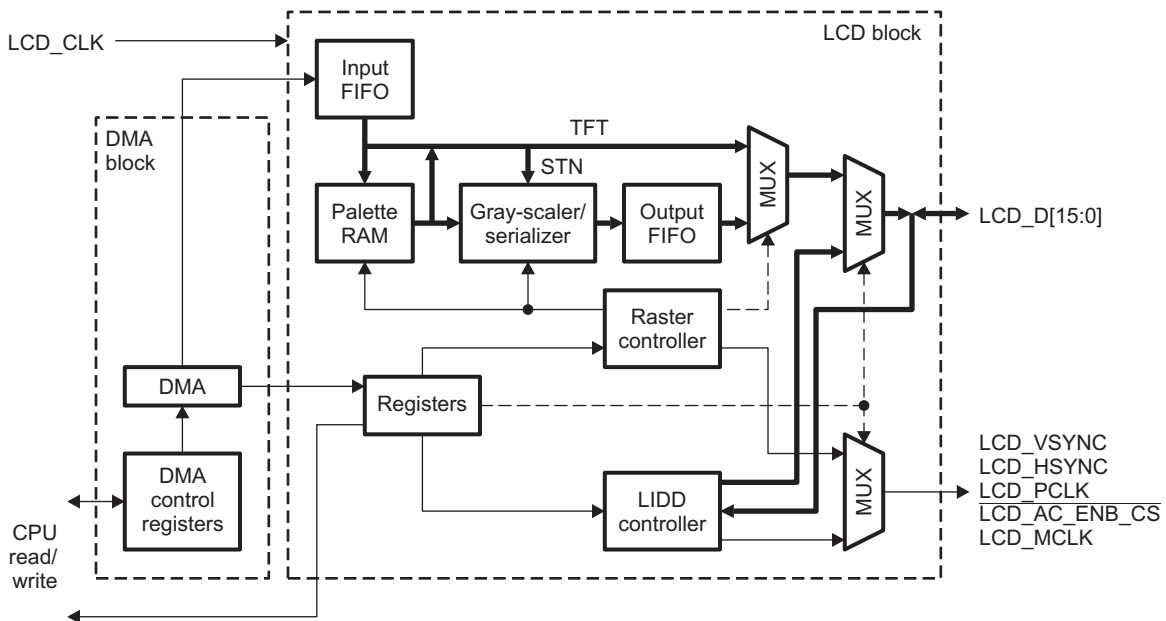 LCD_CLK
LCD block
Input
FIFO
DMA
block
TFT
STN
MUX
MUX
Palette
RAM
Gray-scaler/
serializer
Output
FIFO
LCD_D[15:0]
Raster
controller
DMA
Registers
DMA
control
registers
LIDD
controller
MUX
LCD_VSYNC
LCD_HSYNC
LCD_PCLK
LCD_AC_ENB_CS
LCD_MCLK
CPU
read/
write